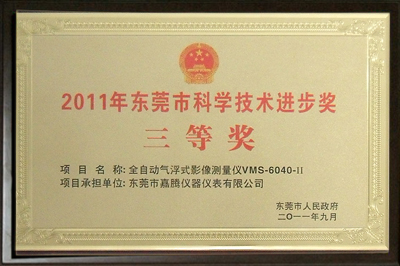 2011年东莞市科学技术进步奖
三等奖
项目名称:全自动气浮式影像测量仪VMS-6040-II
项目承担单位:东莞市嘉腾仪器仪表有限公司
东莞市人民政府
二〇一一年九月